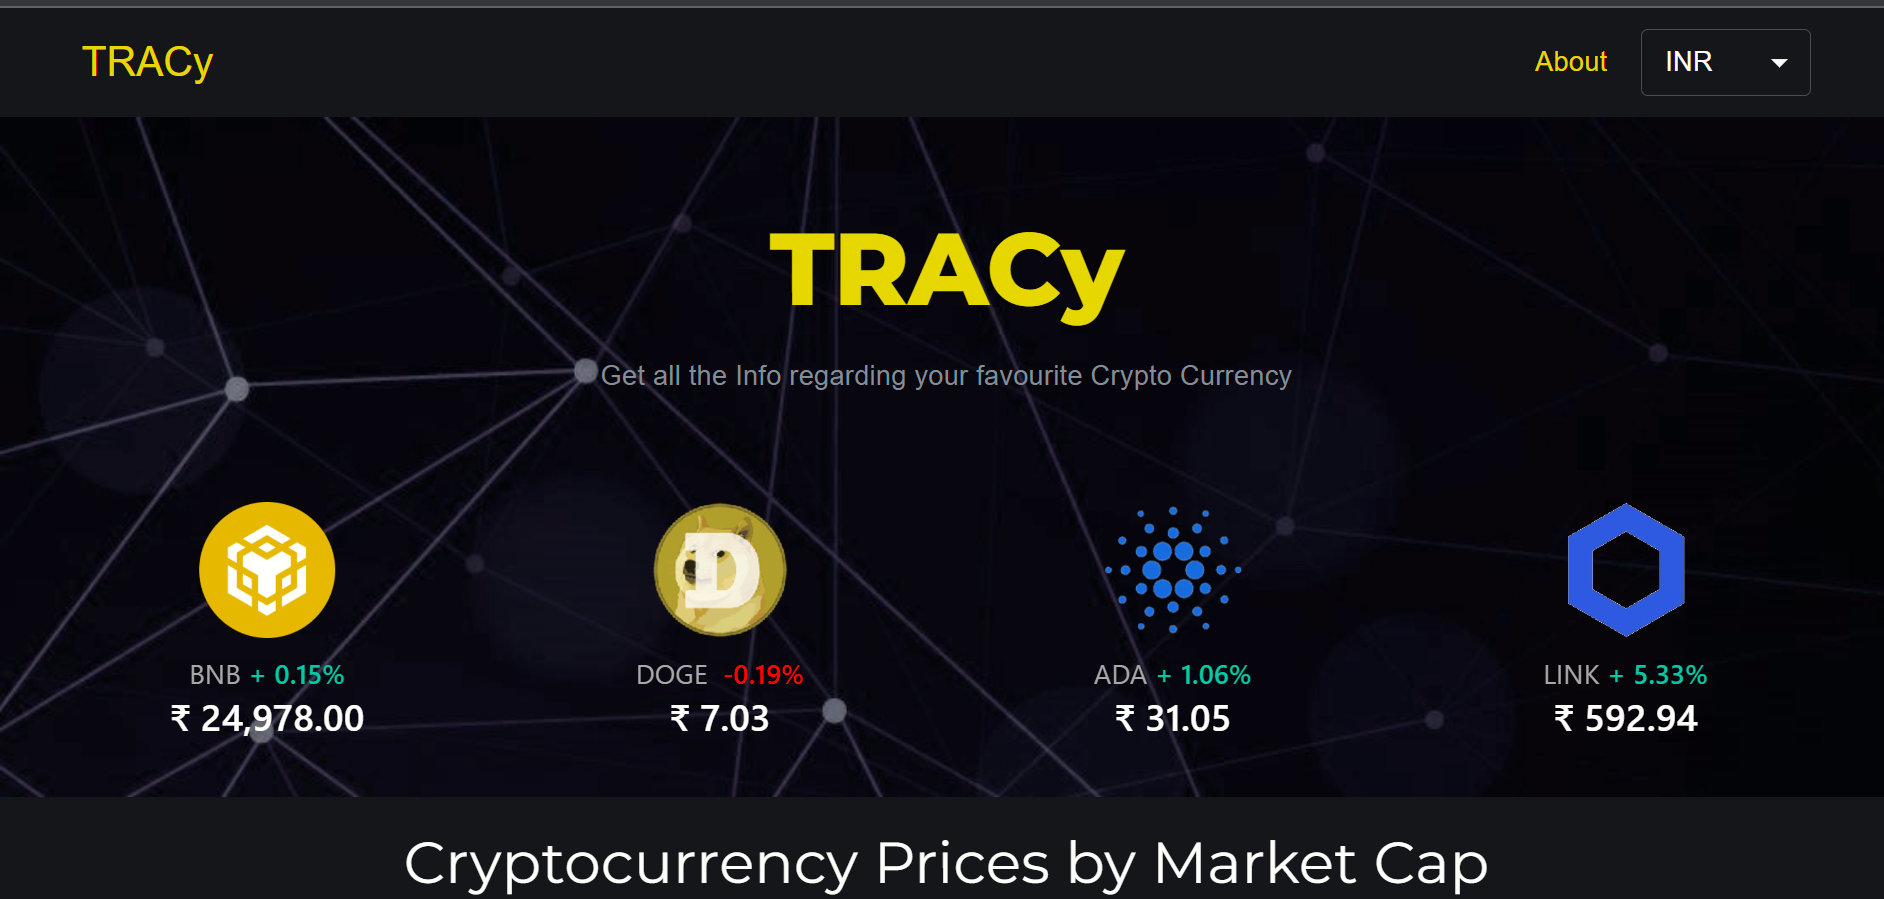 TRACy
About
INR
TRACy
Get all the Info regarding your favourite Crypto Currency
D
BNB + 0.15%
₹ 24,978.00
DOGE -0.19%
₹ 7.03
ADA + 1.06%
₹ 31.05
LINK + 5.33%
₹ 592.94
Cryptocurrency Prices by Market Cap